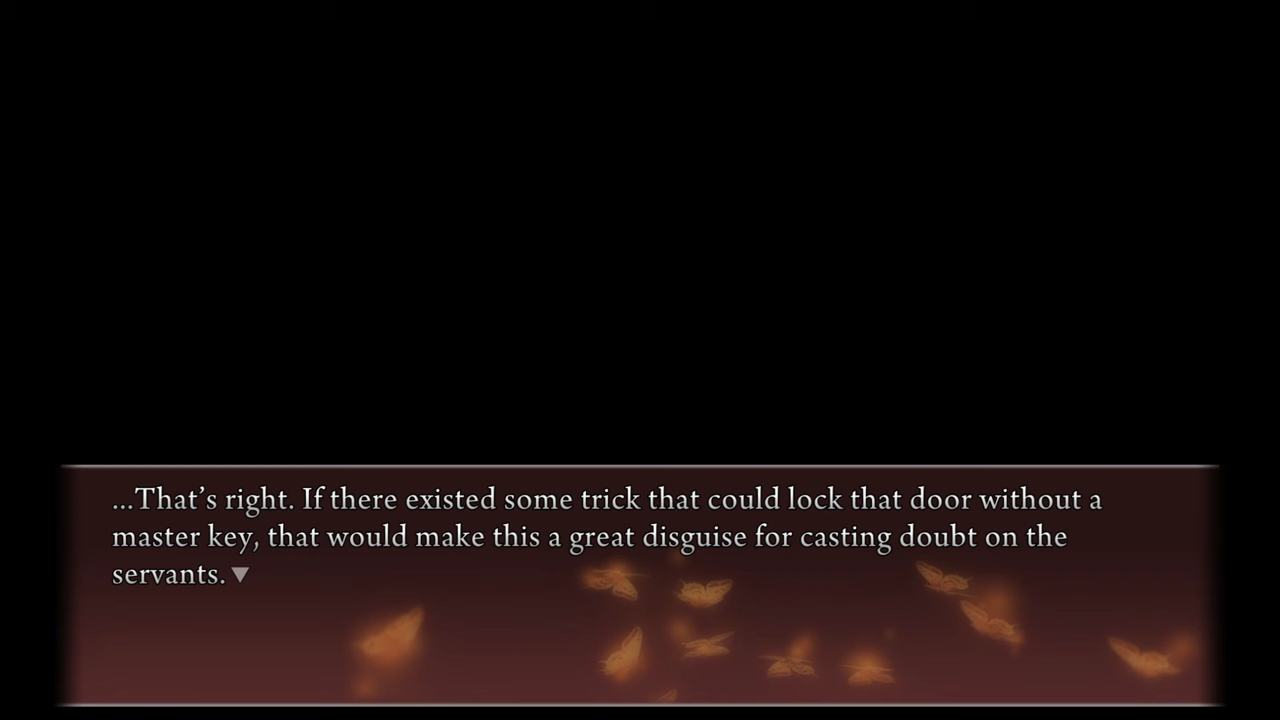 ...That’s right. If there existed some trick that could lock that door without a
master key, that would make this a great disguise for casting doubt on the
servants.